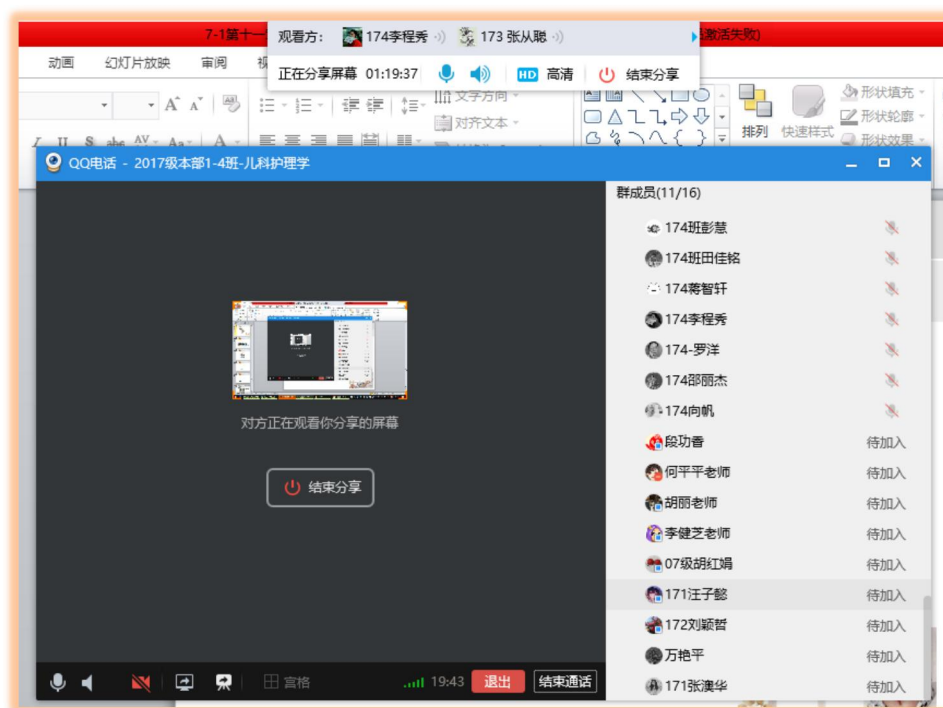 7-1第十一
激活失败)
观看方： 174李程秀 173 张从聪
动画 幻灯片放映 审阅 视
正在分享屏幕 01:19:37 HD 高清 结束分享
文字方向
形状填充
对齐文本
排列 快速样式 形状轮廓
形状效果
QQ电话 - 2017级本部1-4班-儿科护理学
群成员(11/16)
174班彭慧
174班田佳铭
174蒋智轩
174李程秀
174-罗洋
174邵丽杰
174向帆
对方正在观看你分享的屏幕
结束分享
段功香 待加入
何平平老师 待加入
胡丽老师 待加入
李健芝老师 待加入
07级胡红娟 待加入
171汪子懿 待加入
172刘颖哲 待加入
万艳平 待加入
171张澳华 待加入
宫格 19:43 退出 结束通话